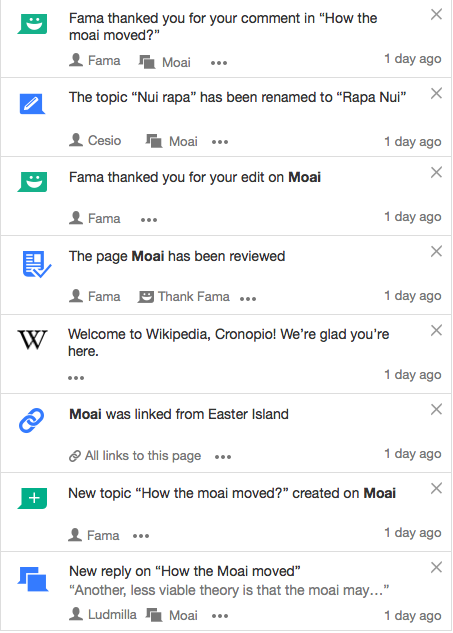 Fama thanked you for your comment in “How the
moai moved?”
Fama Moai ••• 1 day ago
The topic “Nui rapa” has been renamed to “Rapa Nui”
Cesio Moai ••• 1 day ago
Fama thanked you for your edit on Moai
Fama ••• 1 day ago
The page Moai has been reviewed
Fama Thank Fama ••• 1 day ago
W
Welcome to Wikipedia, Cronopio! We’re glad you're
here.
••• 1 day ago
Moai was linked from Easter Island
All links to this page ••• 1 day ago
New topic “How the moai moved?” created on Moai
Fama ••• 1 day ago
New reply on “How the Moai moved”
“Another, less viable theory is that the moai may…”
Ludmilla Moai ••• 1 day ago